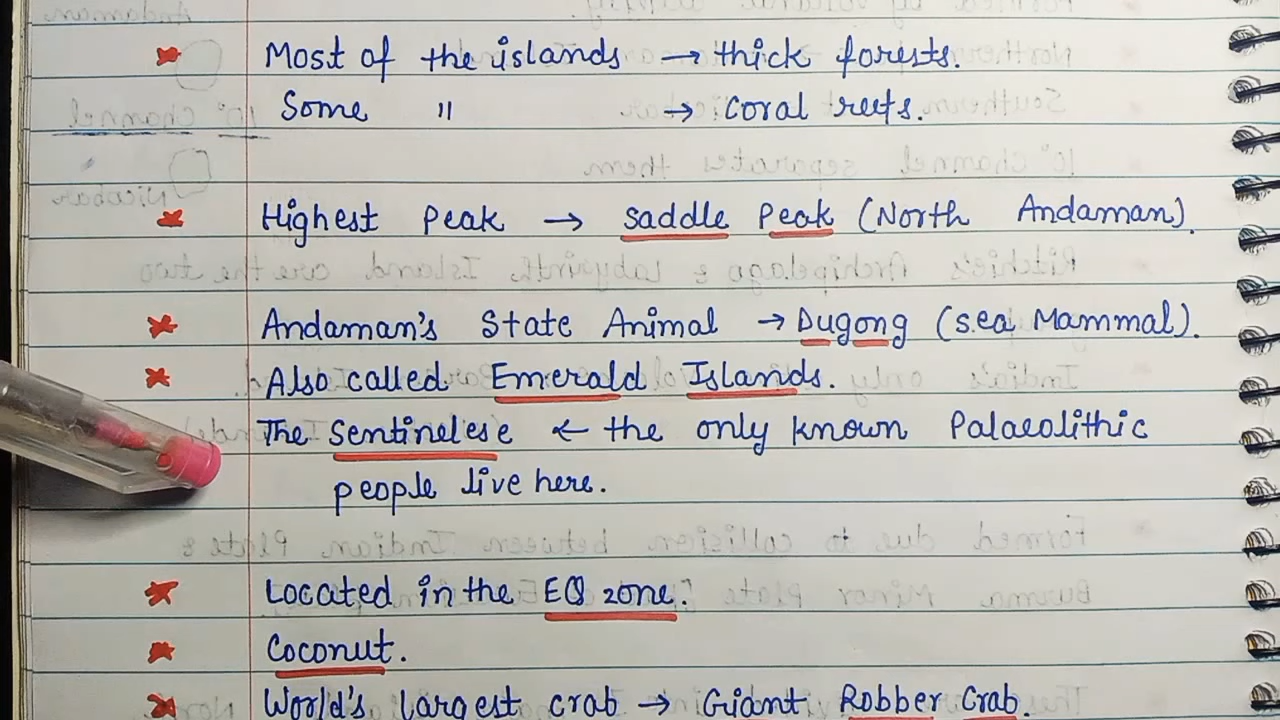 Most of the islands → thick forests.
Some " → Coral reefs.
Highest Peak → Saddle Peak (North Andaman).
Andaman's State Animal → Dugong (sea Mammal).
Also called Emerald Islands.
The Sentinelese ← the only known Palaeolithic
people live here.
Located in the EQ zone.
Coconut.
World's largest crab → Giant Robber Crab.